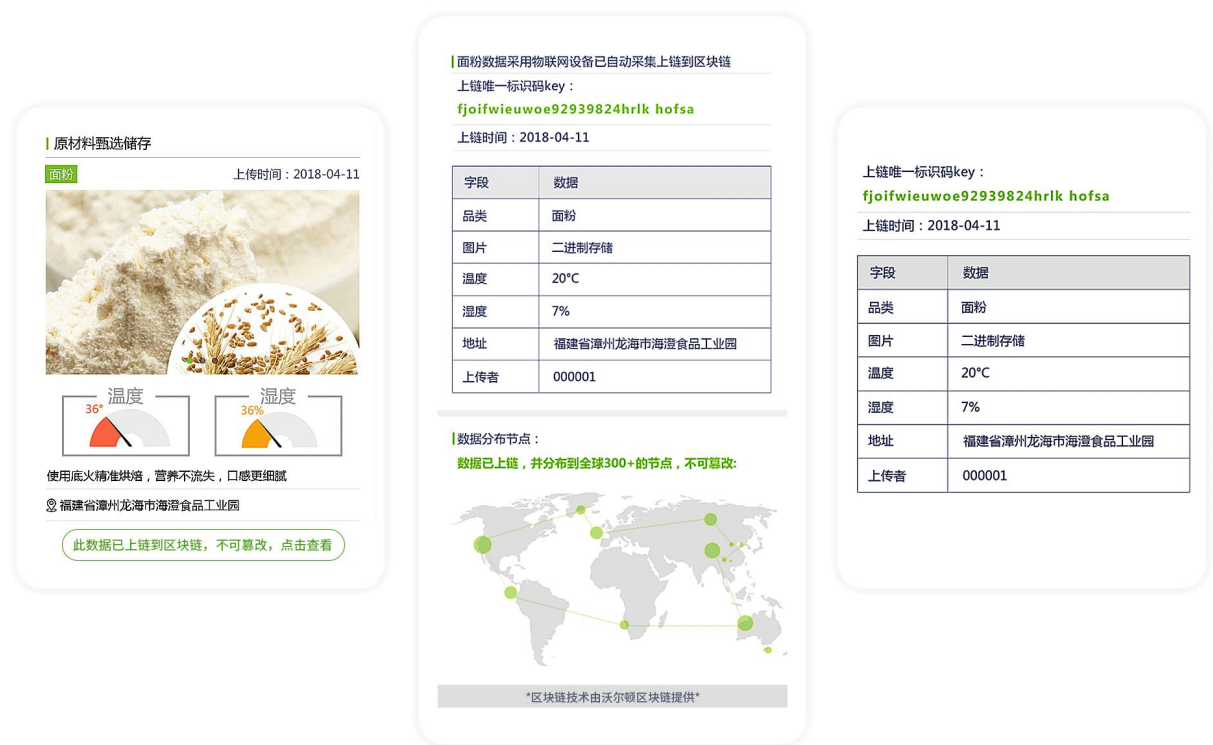 原材料甄选储存
面粉 上传时间：2018-04-11
温度 湿度
36° 36%
使用底火精准烘焙，营养不流失，口感更细腻
福建省漳州龙海市海澄食品工业园
此数据已上链到区块链，不可篡改，点击查看
面粉数据采用物联网设备已自动采集上链到区块链
上链唯一标识码key：
fjoifwieuwoe92939824hrlk hofsa
上链时间：2018-04-11
字段 数据
品类 面粉
图片 二进制存储
温度 20°C
湿度 7%
地址 福建省漳州龙海市海澄食品工业园
上传者 000001
数据分布节点：
数据已上链，并分布到全球300+的节点，不可篡改:
*区块链技术由沃尔顿区块链提供*
上链唯一标识码key：
fjoifwieuwoe92939824hrlk hofsa
上链时间：2018-04-11
字段 数据
品类 面粉
图片 二进制存储
温度 20°C
湿度 7%
地址 福建省漳州龙海市海澄食品工业园
上传者 000001